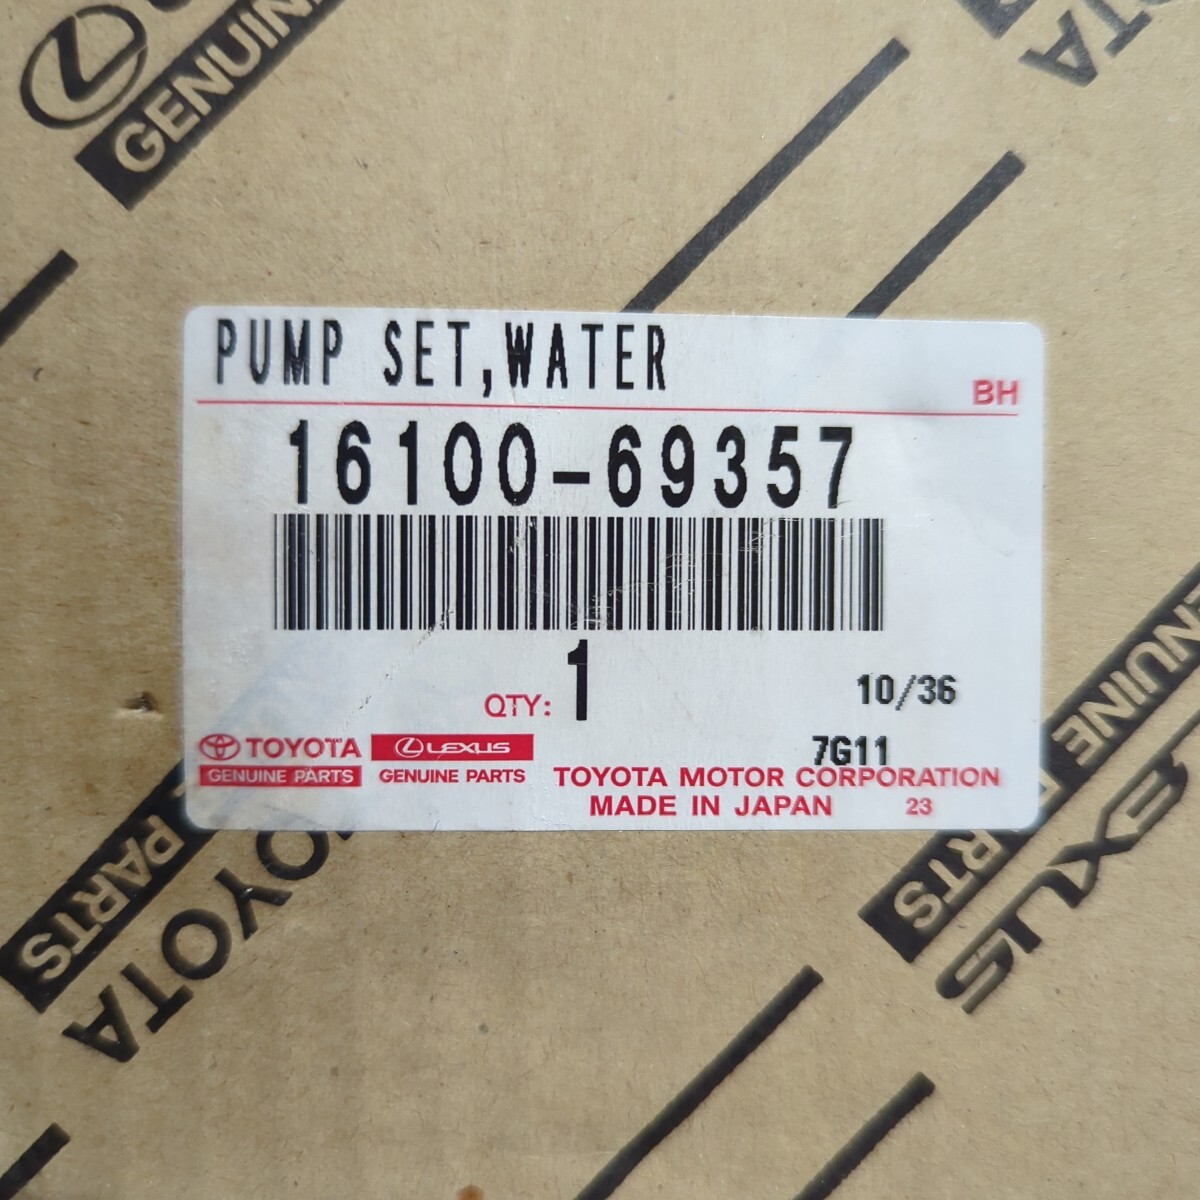 GENUINE
TOYOTA
PUMP SET,WATER
BH
16100-69357
QTY: 1
10/36
7G11
TOYOTA
GENUINE PARTS
LEXUS
GENUINE PARTS
TOYOTA MOTOR CORPORATION
MADE IN JAPAN 23
PARTS
TOYOTA
GENUINE PARTS
LEXUS